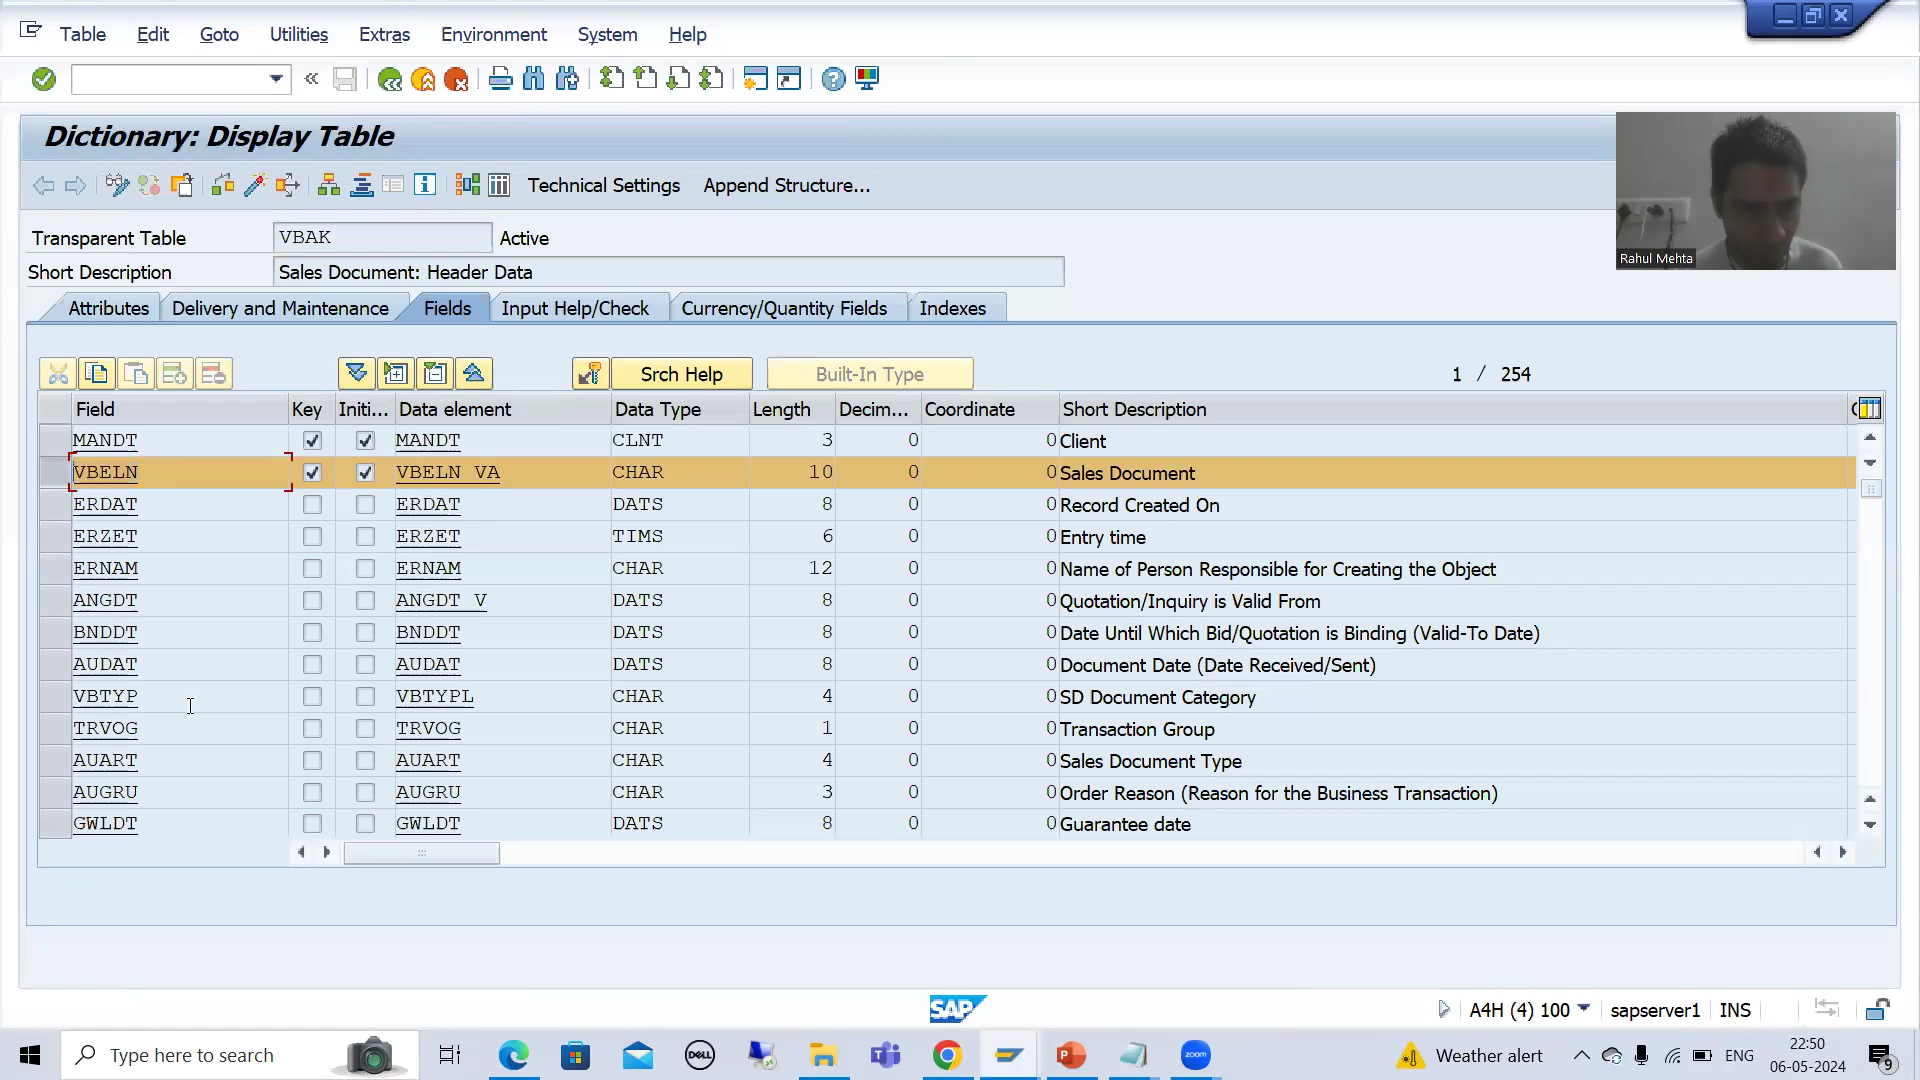 Table Edit Goto Utilities Extras Environment System Help
Dictionary: Display Table
Technical Settings Append Structure...
Transparent Table VBAK Active
Short Description Sales Document: Header Data
Attributes Delivery and Maintenance Fields Input Help/Check Currency/Quantity Fields Indexes
Srch Help Built-In Type 1 / 254
Field Key Initi... Data element Data Type Length Decim... Coordinate Short Description
MANDT MANDT CLNT 3 0 0 Client
VBELN VBELN VA CHAR 10 0 0 Sales Document
ERDAT ERDAT DATS 8 0 0 Record Created On
ERZET ERZET TIMS 6 0 0 Entry time
ERNAM ERNAM CHAR 12 0 0 Name of Person Responsible for Creating the Object
ANGDT ANGDT V DATS 8 0 0 Quotation/Inquiry is Valid From
BNDDT BNDDT DATS 8 0 0 Date Until Which Bid/Quotation is Binding (Valid-To Date)
AUDAT AUDAT DATS 8 0 0 Document Date (Date Received/Sent)
VBTYP VBTYPL CHAR 4 0 0 SD Document Category
TRVOG TRVOG CHAR 1 0 0 Transaction Group
AUART AUART CHAR 4 0 0 Sales Document Type
AUGRU AUGRU CHAR 3 0 0 Order Reason (Reason for the Business Transaction)
GWLDT GWLDT DATS 8 0 0 Guarantee date
Rahul Mehta
SAP A4H (4) 100 sapserver1 INS
Type here to search DELL zoom Weather alert ENG 22:50
06-05-2024 9